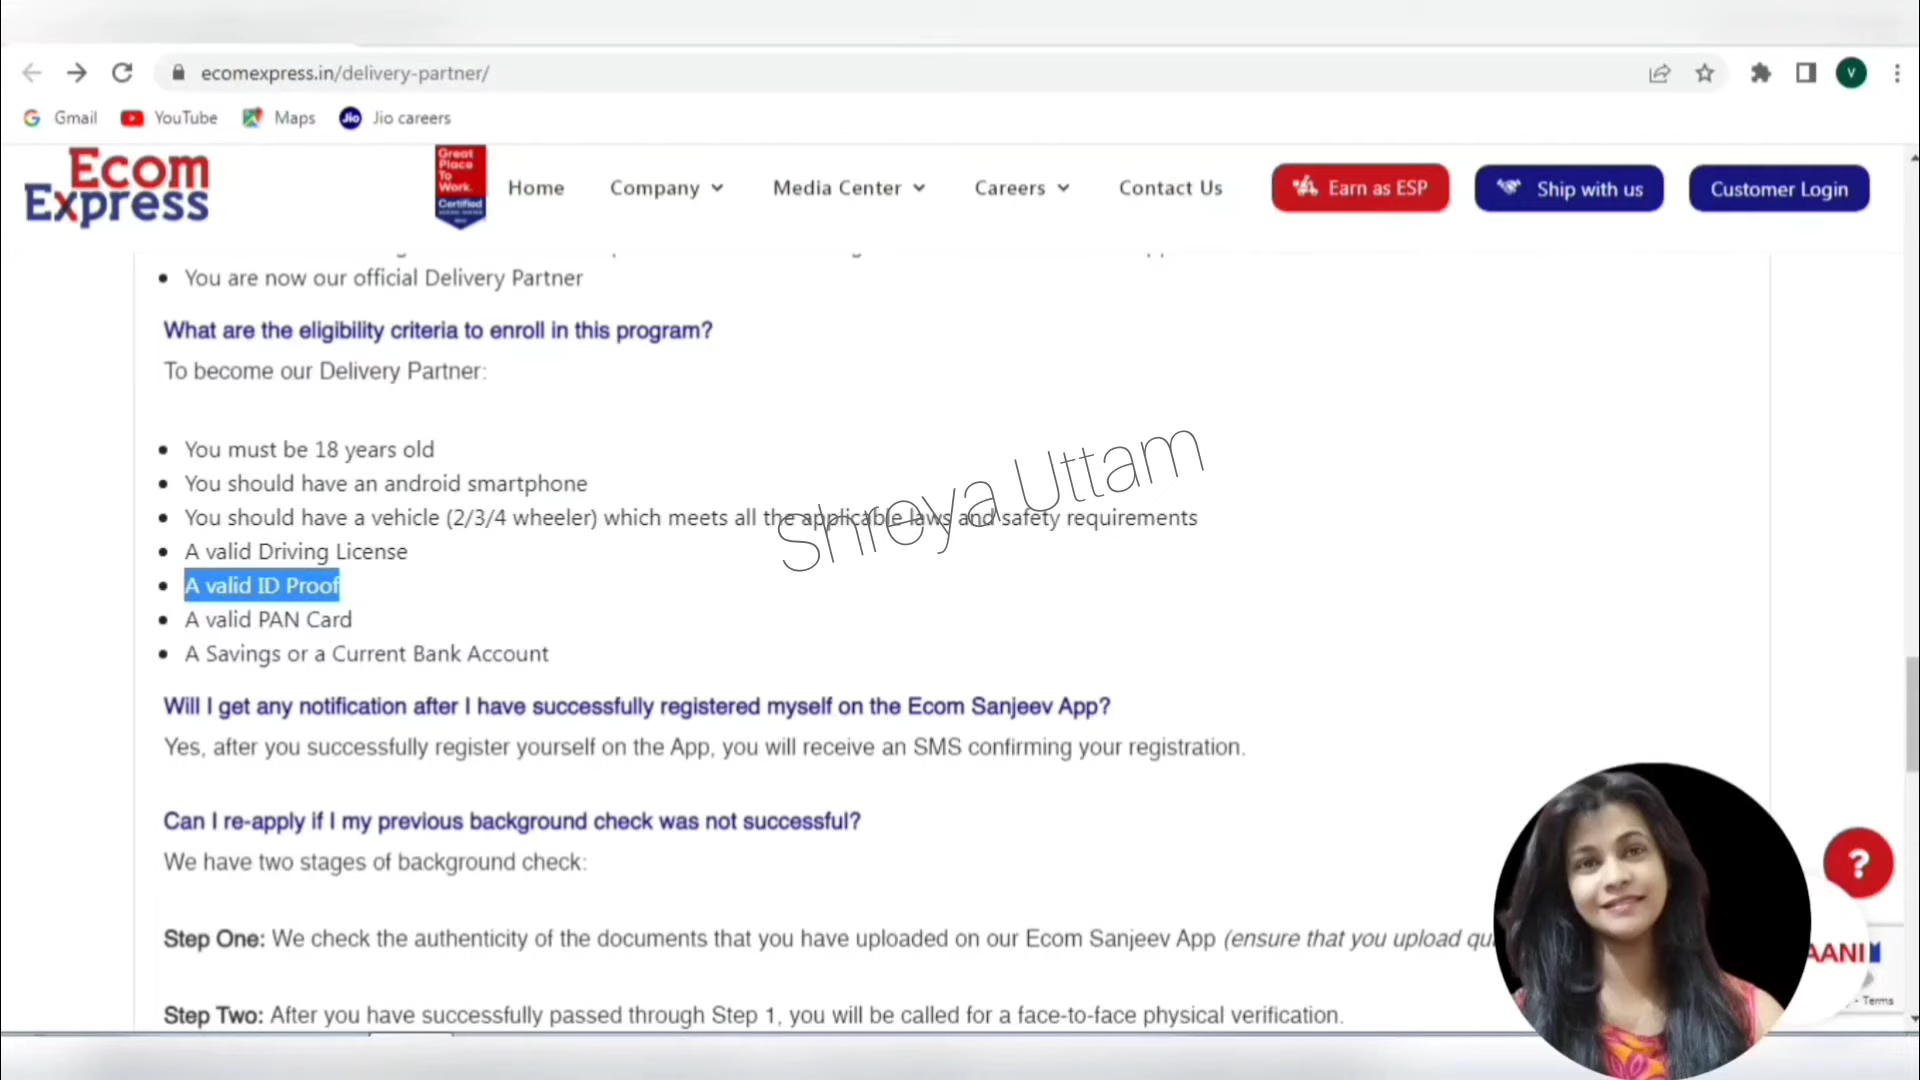 ecomexpress.in/delivery-partner/
V
Gmail YouTube Maps Jio Jio careers
Ecom
Express
Great
Place
To
Work.
Certified
Home Company Media Center Careers Contact Us Earn as ESP Ship with us Customer Login
You are now our official Delivery Partner
What are the eligibility criteria to enroll in this program?
To become our Delivery Partner:
You must be 18 years old
You should have an android smartphone
You should have a vehicle (2/3/4 wheeler) which meets all the applicable laws and safety requirements
Shreya Uttam
A valid Driving License
A valid ID Proof
A valid PAN Card
A Savings or a Current Bank Account
Will I get any notification after I have successfully registered myself on the Ecom Sanjeev App?
Yes, after you successfully register yourself on the App, you will receive an SMS confirming your registration.
Can I re-apply if I my previous background check was not successful?
We have two stages of background check:
?
Step One: We check the authenticity of the documents that you have uploaded on our Ecom Sanjeev App (ensure that you upload qu
AANI
- Terms
Step Two: After you have successfully passed through Step 1, you will be called for a face-to-face physical verification.